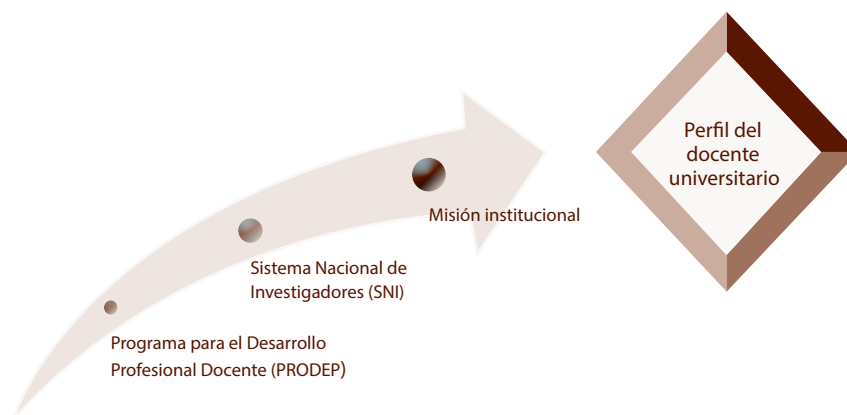 Perfil del
docente
universitario
Misión institucional
Sistema Nacional de
Investigadores (SNI)
Programa para el Desarrollo
Profesional Docente (PRODEP)